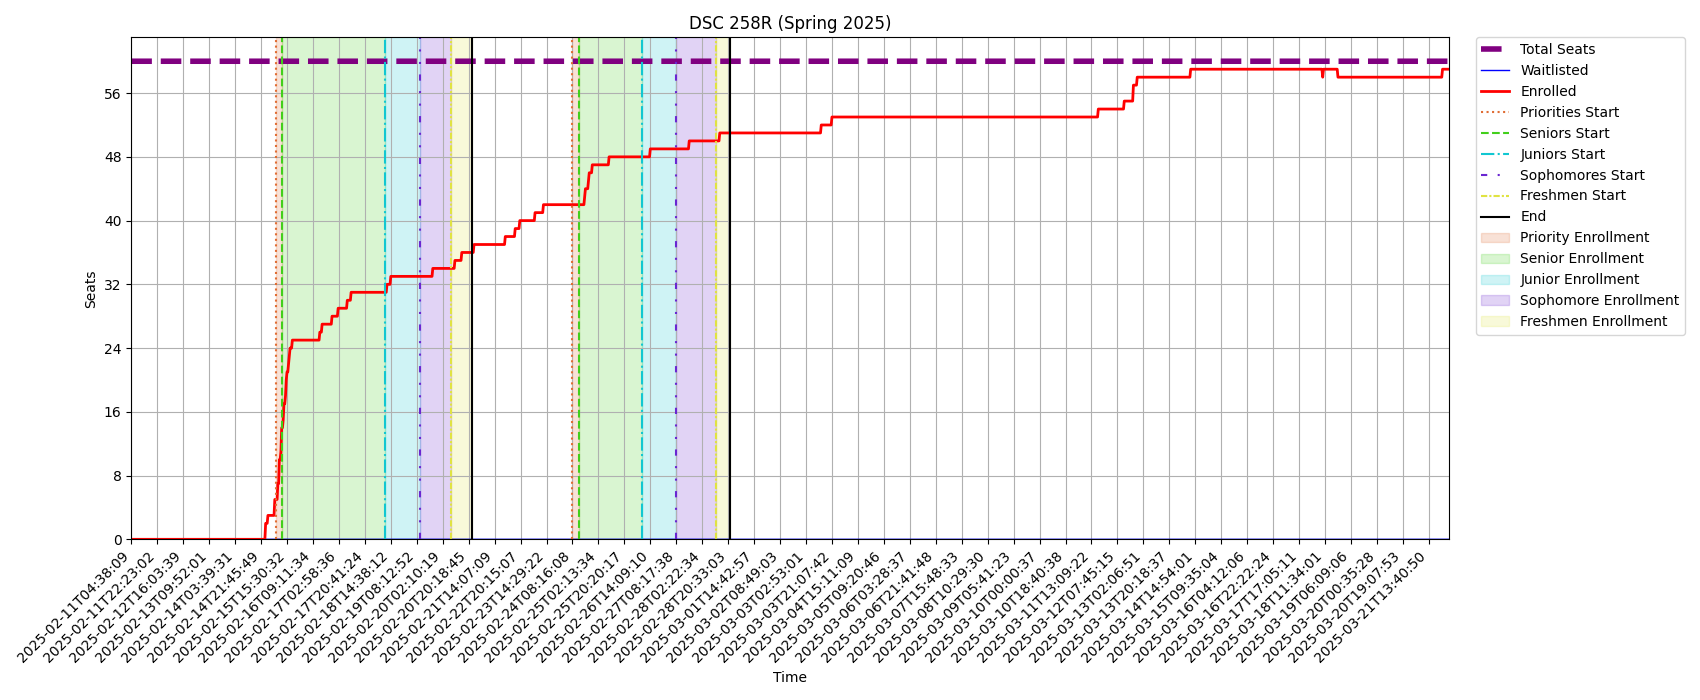 DSC 258R (Spring 2025)
Total Seats
Waitlisted
Enrolled
Priorities Start
Seniors Start
Juniors Start
Sophomores Start
Freshmen Start
End
Priority Enrollment
Senior Enrollment
Junior Enrollment
Sophomore Enrollment
Freshmen Enrollment
Seats
56
48
40
32
24
16
8
0
2025-02-11T04:38:09
2025-02-11T22:23:02
2025-02-12T16:03:39
2025-02-13T09:52:01
2025-02-14T03:39:31
2025-02-14T21:45:49
2025-02-15T15:30:32
2025-02-16T09:11:34
2025-02-17T02:58:36
2025-02-17T20:41:24
2025-02-18T14:38:12
2025-02-19T08:12:52
2025-02-20T02:10:19
2025-02-20T20:18:45
2025-02-21T14:07:09
2025-02-22T20:15:07
2025-02-23T14:29:22
2025-02-24T08:16:08
2025-02-25T02:13:34
2025-02-25T20:20:17
2025-02-26T14:09:10
2025-02-27T08:17:38
2025-02-28T02:22:34
2025-02-28T20:33:03
2025-03-01T14:42:57
2025-03-02T08:49:03
2025-03-03T02:53:01
2025-03-03T21:07:42
2025-03-04T15:11:09
2025-03-05T09:20:46
2025-03-06T03:28:37
2025-03-06T21:41:48
2025-03-07T15:48:33
2025-03-08T10:29:30
2025-03-09T05:41:23
2025-03-10T00:00:37
2025-03-10T18:40:38
2025-03-11T13:09:22
2025-03-12T07:45:15
2025-03-13T02:06:51
2025-03-13T20:18:37
2025-03-14T14:54:01
2025-03-15T09:35:04
2025-03-16T04:12:06
2025-03-16T22:22:24
2025-03-17T17:05:11
2025-03-18T11:34:01
2025-03-19T06:09:06
2025-03-20T00:35:28
2025-03-20T19:07:53
2025-03-21T13:40:50
Time